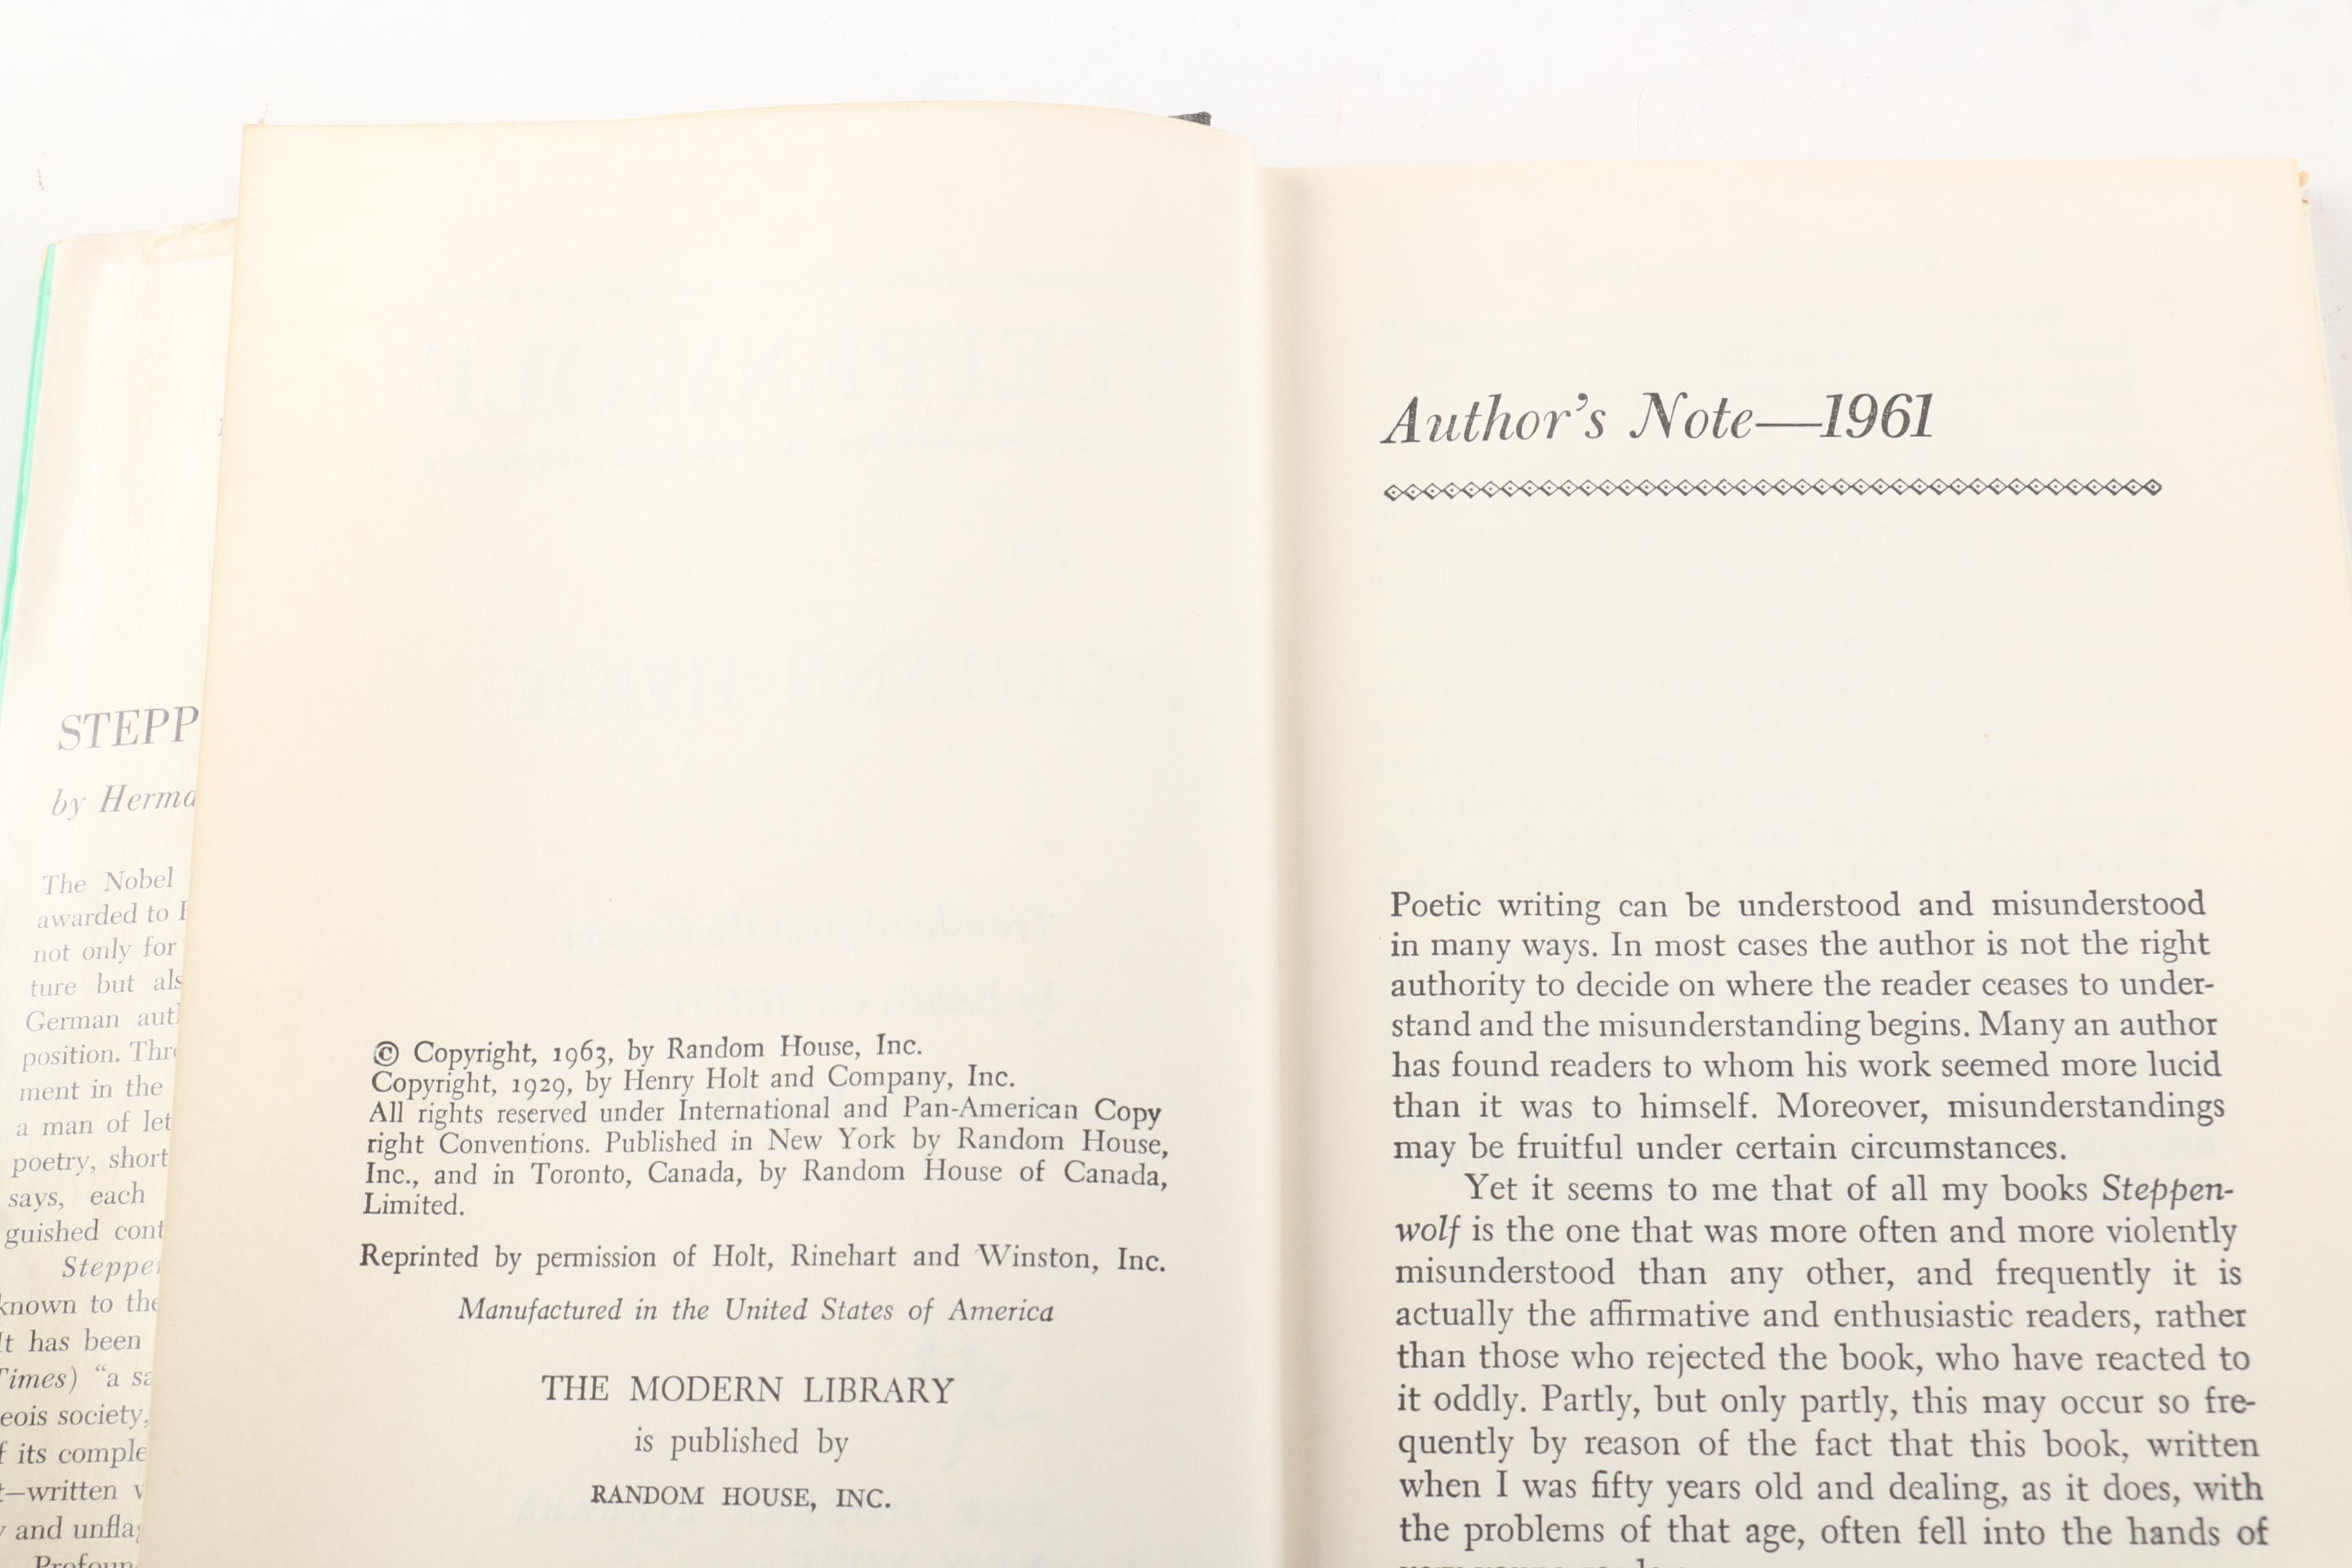 STEPP
by Herma
The Nobel
awarded to
not only for
ture but als
German auth
position. Thro
ment in the
a man of let
poetry, short
says, each
guished cont
Steppen
known to the
It has been
Times) “a sa
eois society,
f its comple
t—written v
y and unflag
Profoun
© Copyright, 1963, by Random House, Inc.
Copyright, 1929, by Henry Holt and Company, Inc.
All rights reserved under International and Pan-American Copy
right Conventions. Published in New York by Random House,
Inc., and in Toronto, Canada, by Random House of Canada,
Limited.
Reprinted by permission of Holt, Rinehart and Winston, Inc.
Manufactured in the United States of America
THE MODERN LIBRARY
is published by
RANDOM HOUSE, INC.
Author’s Note—1961
Poetic writing can be understood and misunderstood
in many ways. In most cases the author is not the right
authority to decide on where the reader ceases to under-
stand and the misunderstanding begins. Many an author
has found readers to whom his work seemed more lucid
than it was to himself. Moreover, misunderstandings
may be fruitful under certain circumstances.
Yet it seems to me that of all my books Steppen-
wolf is the one that was more often and more violently
misunderstood than any other, and frequently it is
actually the affirmative and enthusiastic readers, rather
than those who rejected the book, who have reacted to
it oddly. Partly, but only partly, this may occur so fre-
quently by reason of the fact that this book, written
when I was fifty years old and dealing, as it does, with
the problems of that age, often fell into the hands of